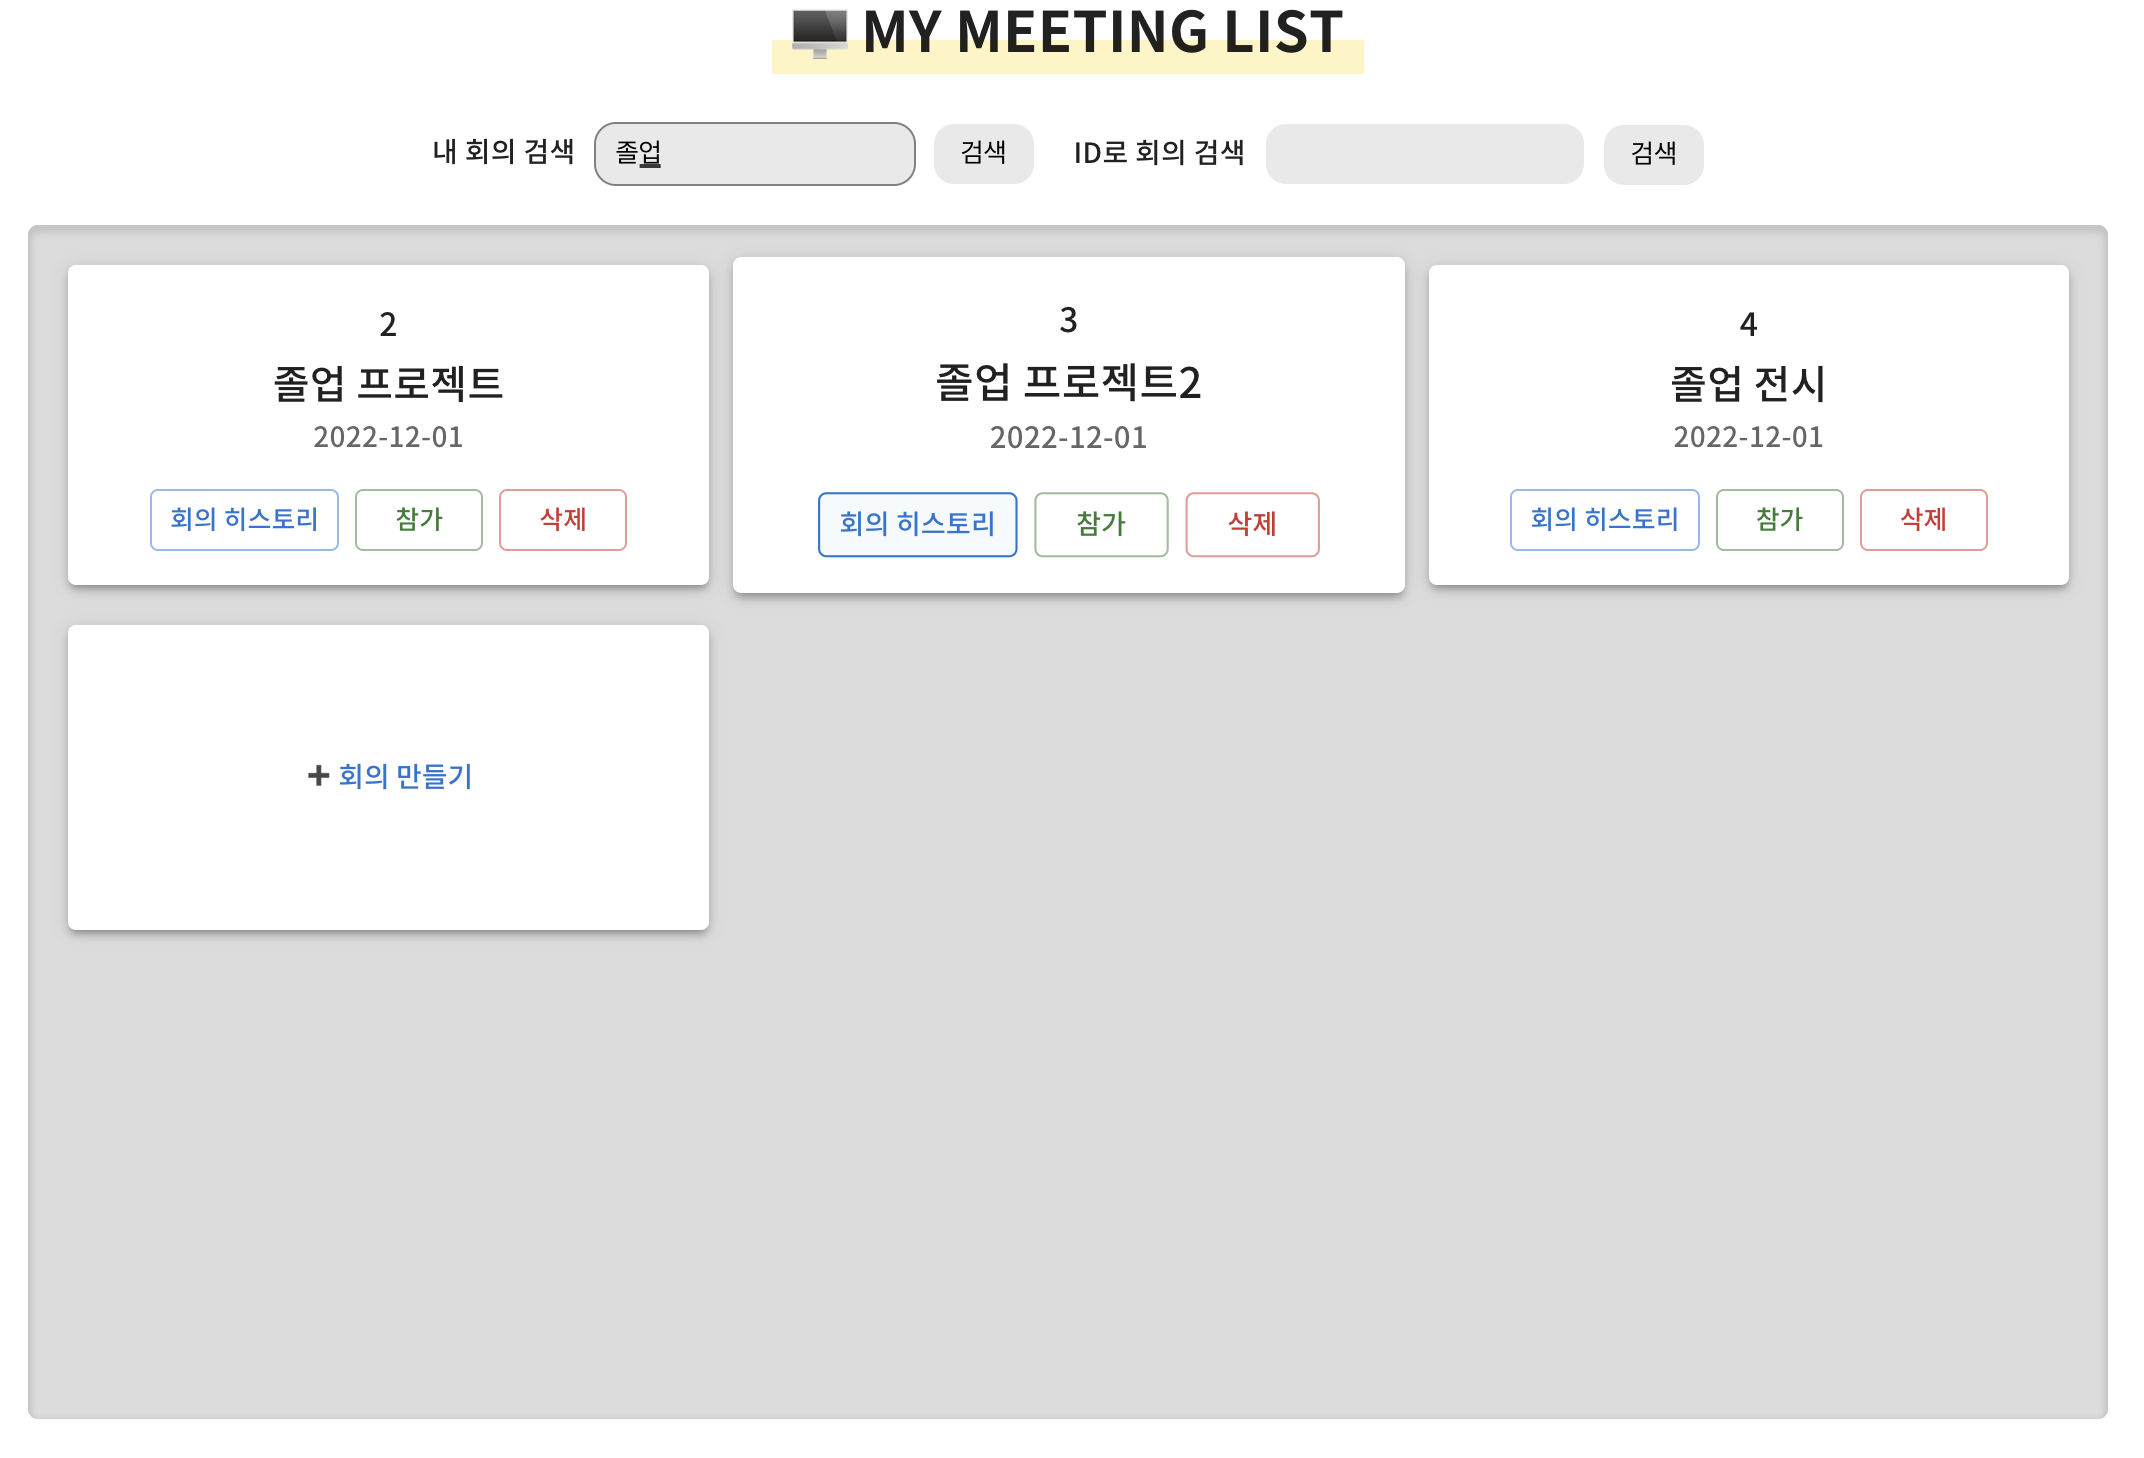 MY MEETING LIST
내 회의 검색 졸업 검색 ID로 회의 검색 검색
2
졸업 프로젝트
2022-12-01
회의 히스토리 참가 삭제
3
졸업 프로젝트2
2022-12-01
회의 히스토리 참가 삭제
4
졸업 전시
2022-12-01
회의 히스토리 참가 삭제
➕ 회의 만들기